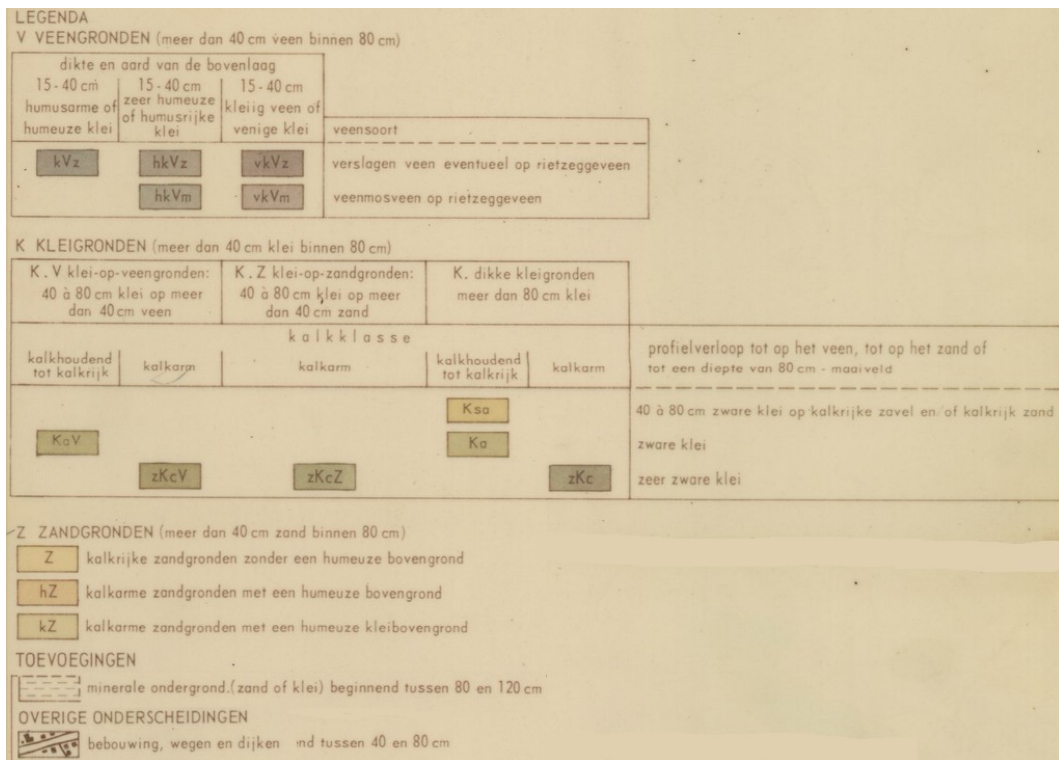 LEGENDA
V VEENGRONDEN (meer dan 40 cm veen binnen 80 cm)
dikte en aard van de bovenlaag
15-40 cm humusarme of humeuze klei
15-40 cm zeer humeuze of humusrijke klei
15-40 cm kleiig veen of venige klei
veensoort
kVz hkVz vkVz verslagen veen eventueel op rietzeggeveen
hkVm vkVm veenmosveen op rietzeggeveen
K KLEIGRONDEN (meer dan 40 cm klei binnen 80 cm)
K.V klei-op-veengronden: 40 à 80 cm klei op meer dan 40 cm veen
K.Z klei-op-zandgronden: 40 à 80 cm klei op meer dan 40 cm zand
K. dikke kleigronden meer dan 80 cm klei
kalkklasse
kalkhoudend tot kalkrijk
kalkarm
kalkarm
kalkhoudend tot kalkrijk
kalkarm
profielverloop tot op het veen, tot op het zand of
tot een diepte van 80 cm - maaiveld
Ksa 40 à 80 cm zware klei op kalkrijke zavel en/of kalkrijk zand
KaV Ka zware klei
zKcV zKcZ zKc zeer zware klei
Z ZANDGRONDEN (meer dan 40 cm zand binnen 80 cm)
Z kalkrijke zandgronden zonder een humeuze bovengrond
hZ kalkarme zandgronden met een humeuze bovengrond
kZ kalkarme zandgronden met een humeuze kleibovengrond
TOEVOEGINGEN
minerale ondergrond.(zand of klei) beginnend tussen 80 en 120 cm
OVERIGE ONDERSCHEIDINGEN
bebouwing, wegen en dijken nd tussen 40 en 80 cm